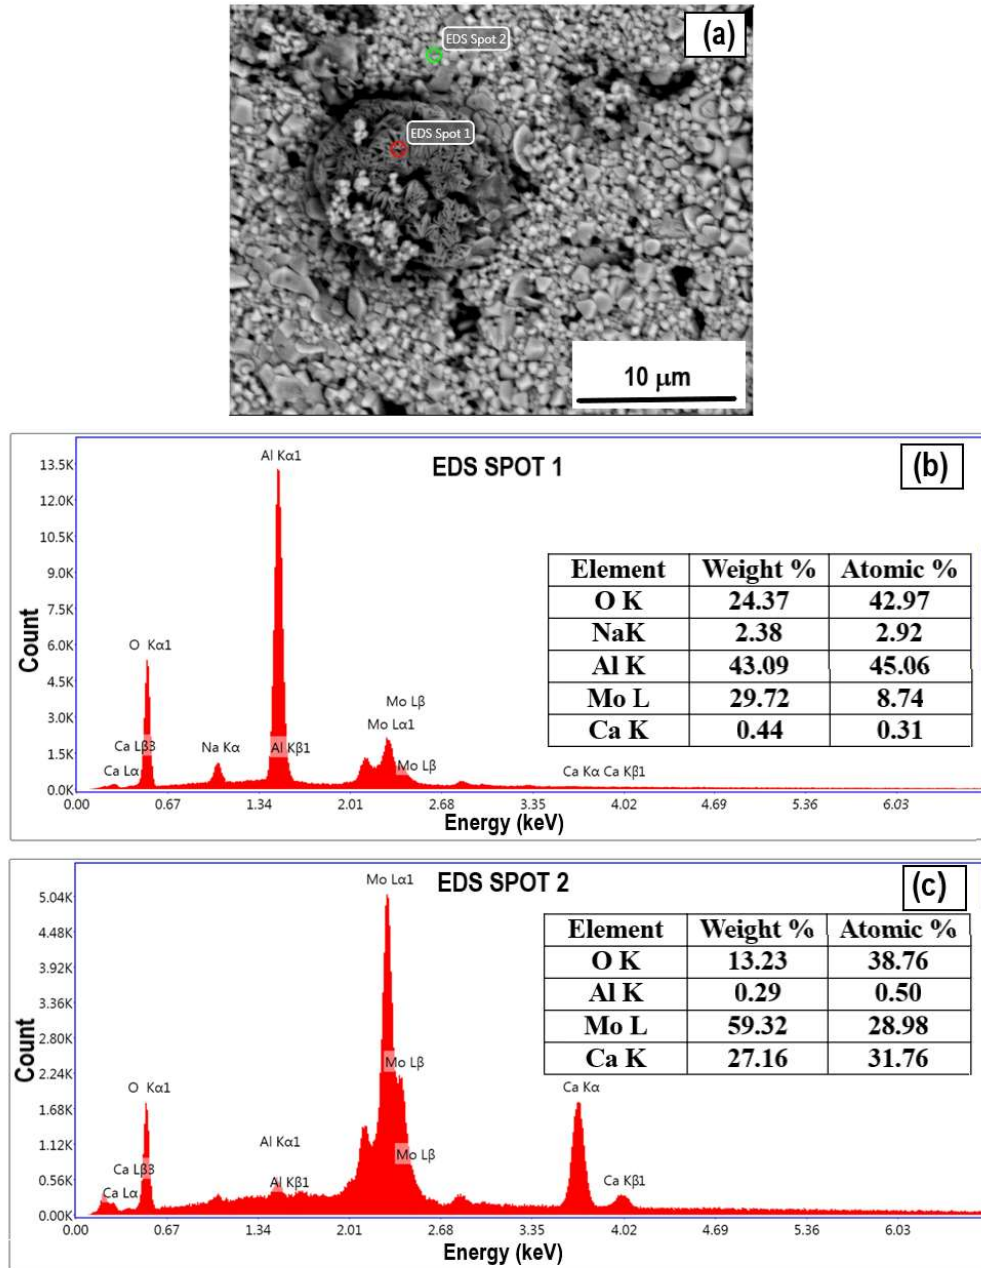 (a)
EDS Spot 2
EDS Spot 1
10 μm
EDS SPOT 1
(b)
Count
13.5K
12.0K
10.5K
9.0K
7.5K
6.0K
4.5K
3.0K
1.5K
0.0K
Al Kα1
O Kα1
Ca Lβ3
Ca Lα
Na Kα
Al Kβ1
Mo Lβ
Mo Lα1
Mo Lβ
Ca Kα Ca Kβ1
Element Weight % Atomic %
O K 24.37 42.97
NaK 2.38 2.92
Al K 43.09 45.06
Mo L 29.72 8.74
Ca K 0.44 0.31
0.00 0.67 1.34 2.01 2.68 3.35 4.02 4.69 5.36 6.03
Energy (keV)
EDS SPOT 2
(c)
Count
5.04K
4.48K
3.92K
3.36K
2.80K
2.24K
1.68K
1.12K
0.56K
0.00K
Mo Lα1
Mo Lβ
O Kα1
Ca Kα
Al Kα1
Mo Lβ
Ca Lβ3
Al Kβ1
Ca Kβ1
Ca Lα
Element Weight % Atomic %
O K 13.23 38.76
Al K 0.29 0.50
Mo L 59.32 28.98
Ca K 27.16 31.76
0.00 0.67 1.34 2.01 2.68 3.35 4.02 4.69 5.36 6.03
Energy (keV)